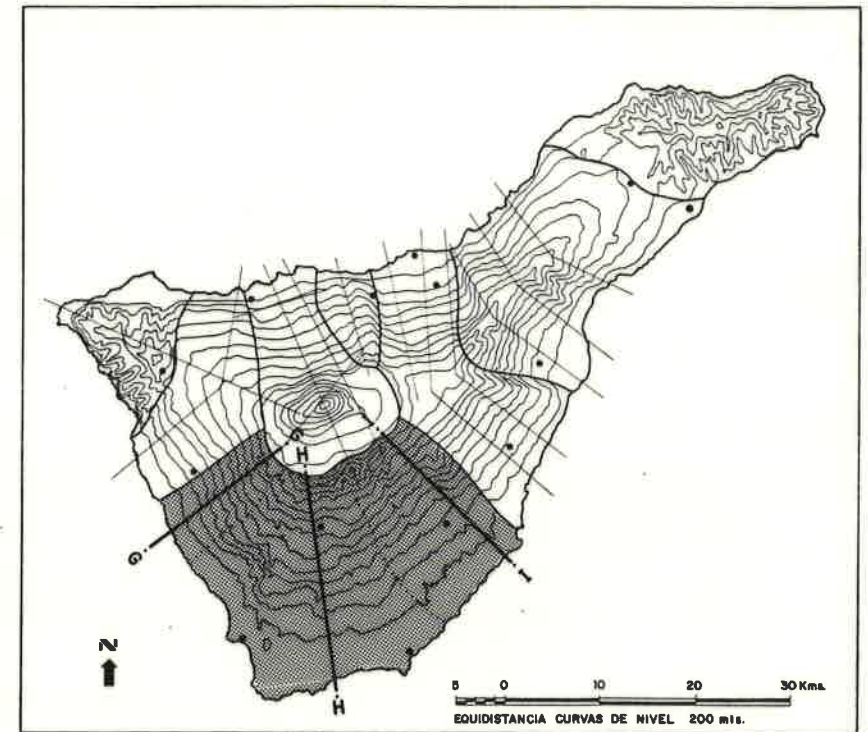 G
H
I
G
I
H
N
5 0 10 20 30 Kms.
EQUIDISTANCIA CURVAS DE NIVEL 200 mts.